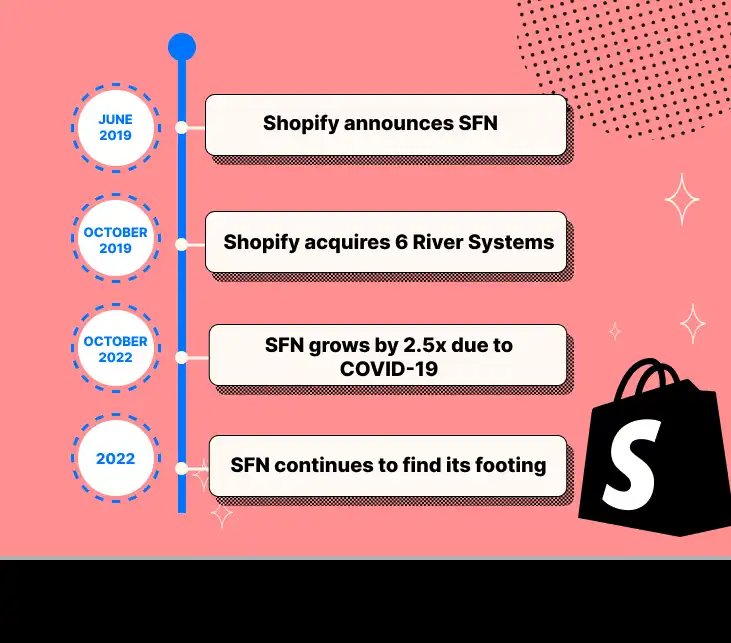 JUNE
2019
Shopify announces SFN
OCTOBER
2019
Shopify acquires 6 River Systems
OCTOBER
2022
SFN grows by 2.5x due to
COVID-19
2022
SFN continues to find its footing
S